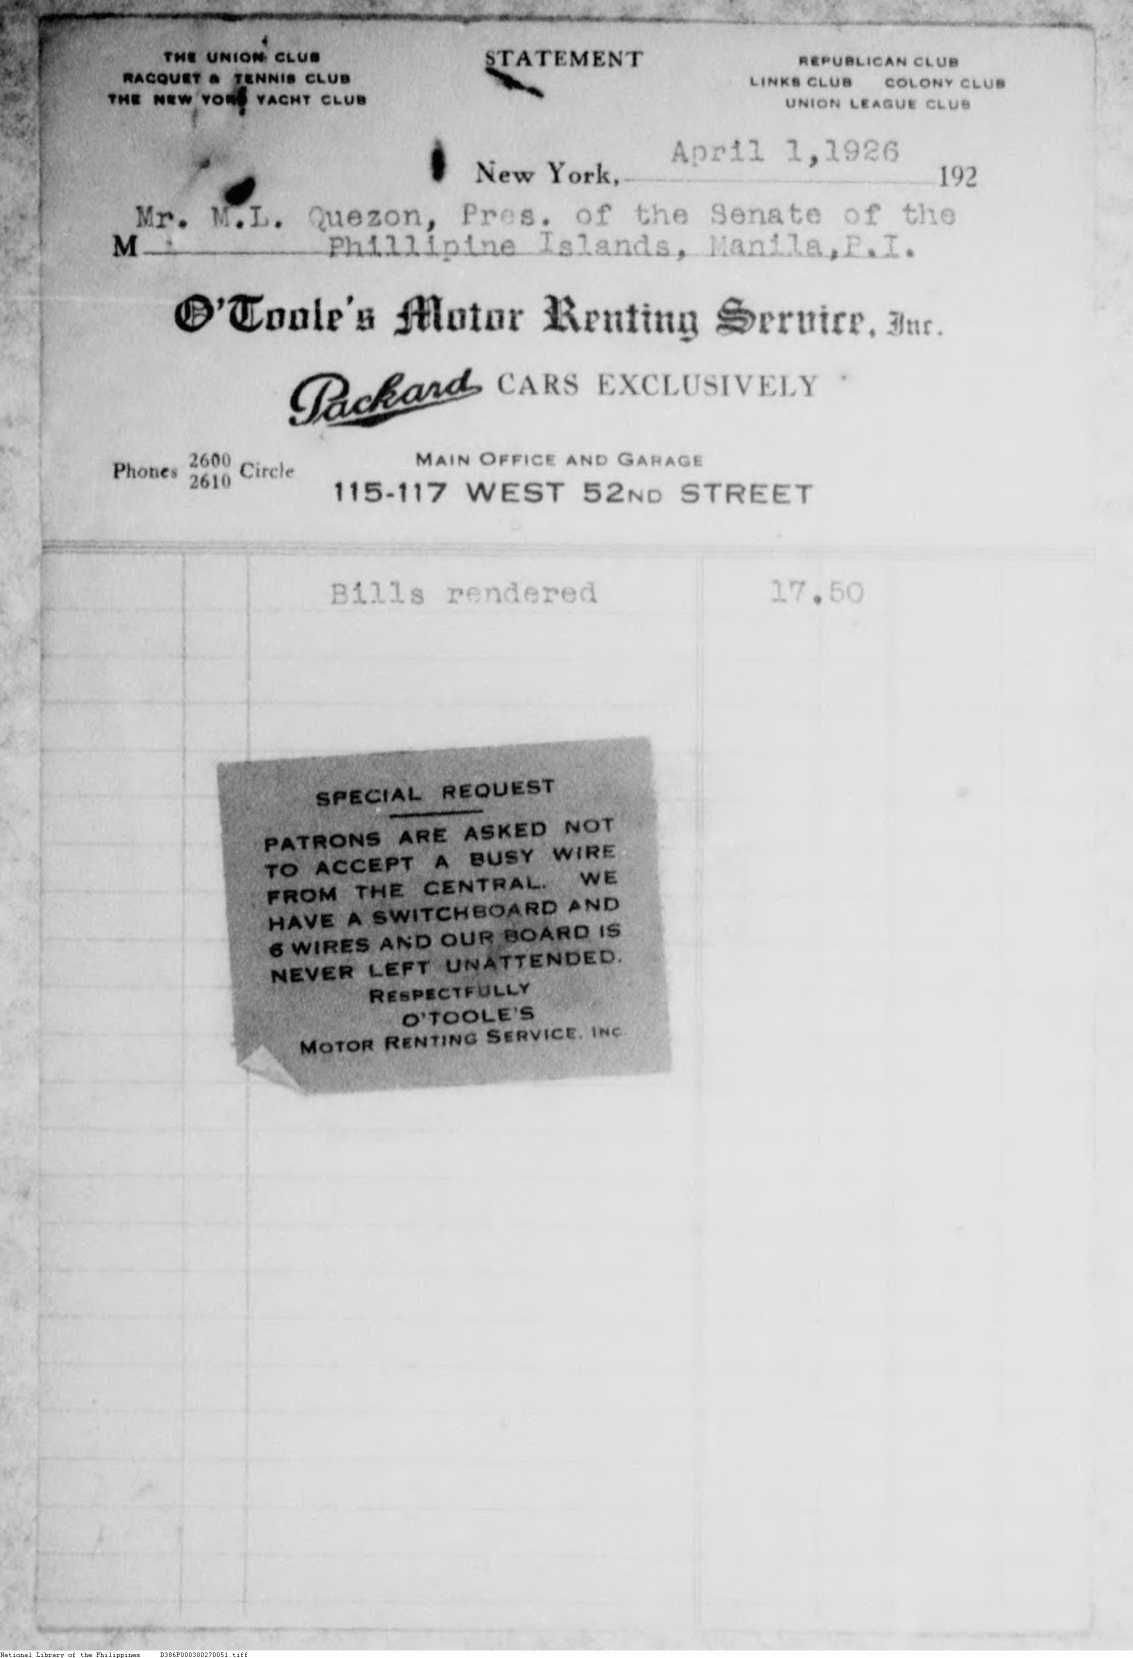 THE UNION CLUB
RACQUET & TENNIS CLUB
THE NEW YORK YACHT CLUB
STATEMENT
REPUBLICAN CLUB
LINKS CLUB COLONY CLUB
UNION LEAGUE CLUB
April 1,1926
New York, 192
Mr. M.L. Quezon, Pres. of the Senate of the
M Phillipine Islands, Manila,P.I.
O'Toole's Motor Renting Service, Inc.
Packard CARS EXCLUSIVELY
Phones 2600 2610 Circle
MAIN OFFICE AND GARAGE
115-117 WEST 52ND STREET
Bills rendered 17.50
SPECIAL REQUEST
PATRONS ARE ASKED NOT
TO ACCEPT A BUSY WIRE
FROM THE CENTRAL. WE
HAVE A SWITCHBOARD AND
6 WIRES AND OUR BOARD IS
NEVER LEFT UNATTENDED.
RESPECTFULLY
O'TOOLE'S
MOTOR RENTING SERVICE, INC.
National Library of the Philippines D386P000300270051.tiff